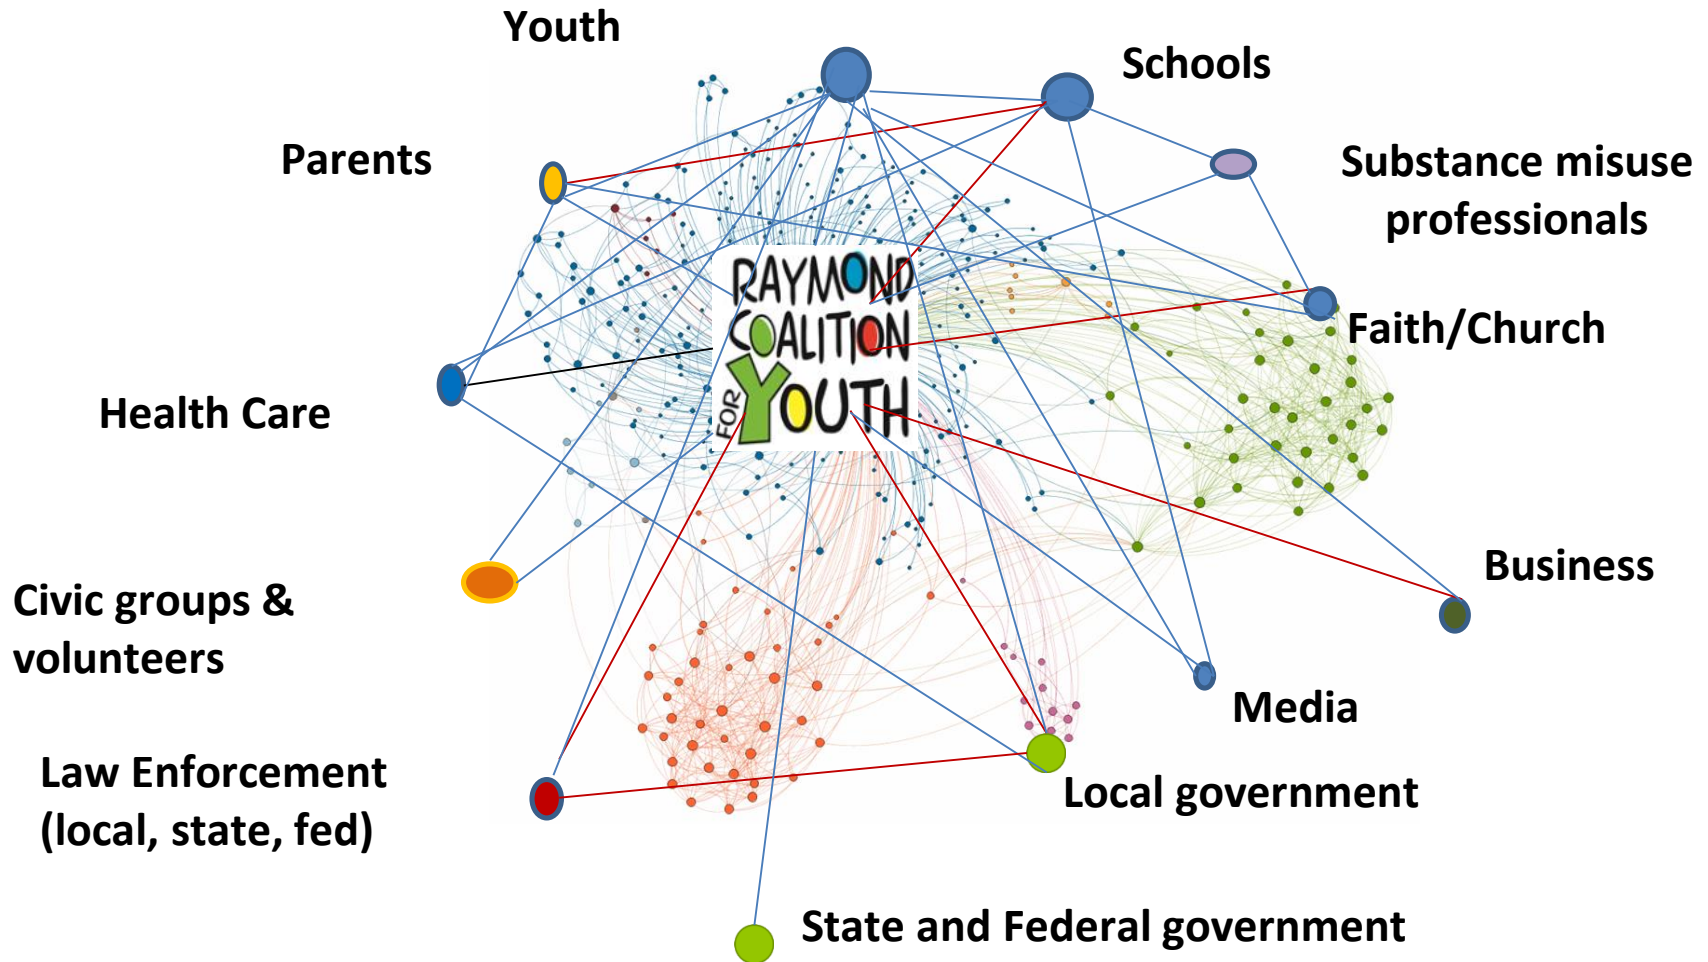 Youth
Schools
Parents
Substance misuse
professionals
RAYMOND
COALITION
FOR YOUTH
Faith/Church
Health Care
Business
Civic groups &
volunteers
Media
Law Enforcement
(local, state, fed)
Local government
State and Federal government